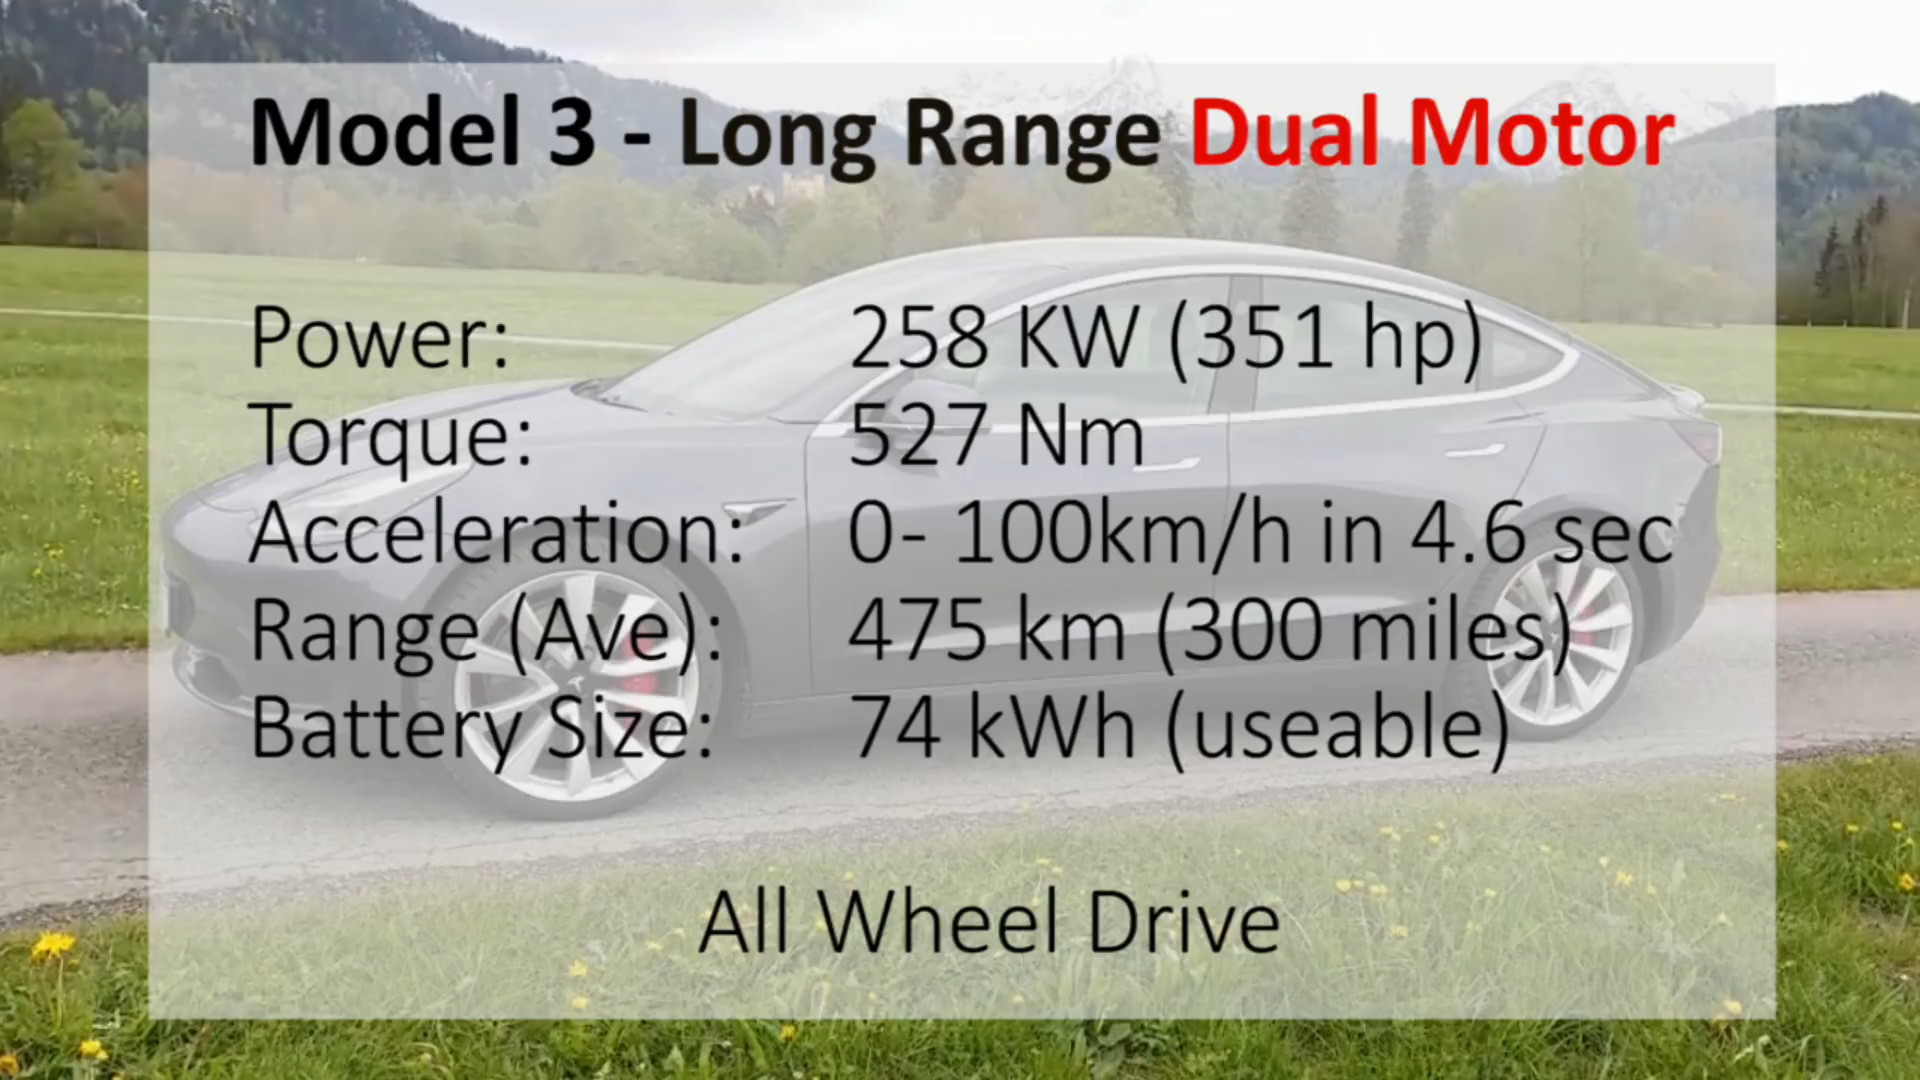 Model 3 - Long Range Dual Motor
Power: 258 KW (351 hp)
Torque: 527 Nm
Acceleration: 0- 100km/h in 4.6 sec
Range (Ave): 475 km (300 miles)
Battery Size: 74 kWh (useable)
All Wheel Drive